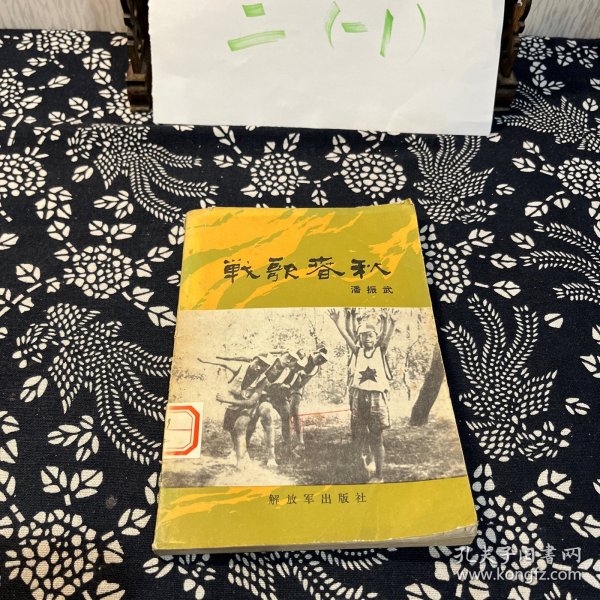 二 (-1)
戰歌春秋
潘振武
解放军出版社
孔夫子旧书网
www.kongfz.com